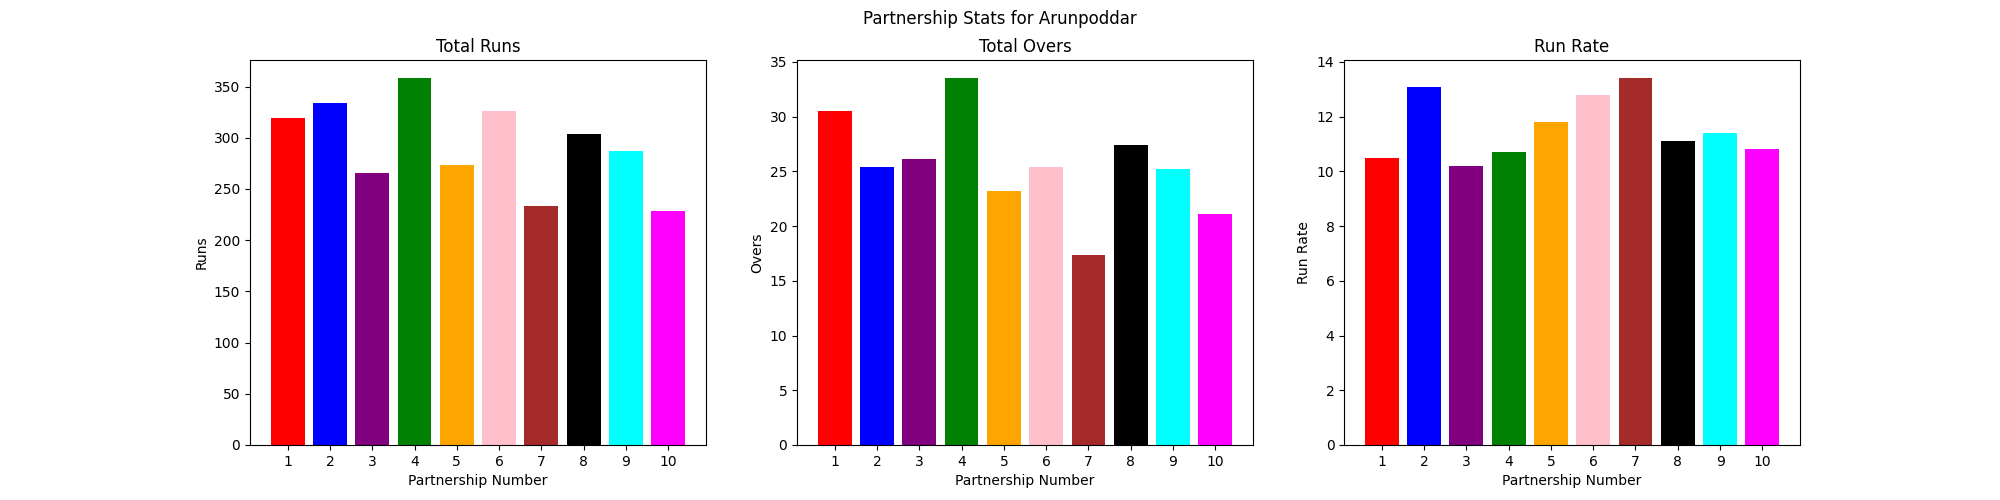 Partnership Stats for Arunpoddar
Total Runs
Runs
350
300
250
200
150
100
50
0
1 2 3 4 5 6 7 8 9 10
Partnership Number
Total Overs
Overs
35
30
25
20
15
10
5
0
1 2 3 4 5 6 7 8 9 10
Partnership Number
Run Rate
Run Rate
14
12
10
8
6
4
2
0
1 2 3 4 5 6 7 8 9 10
Partnership Number